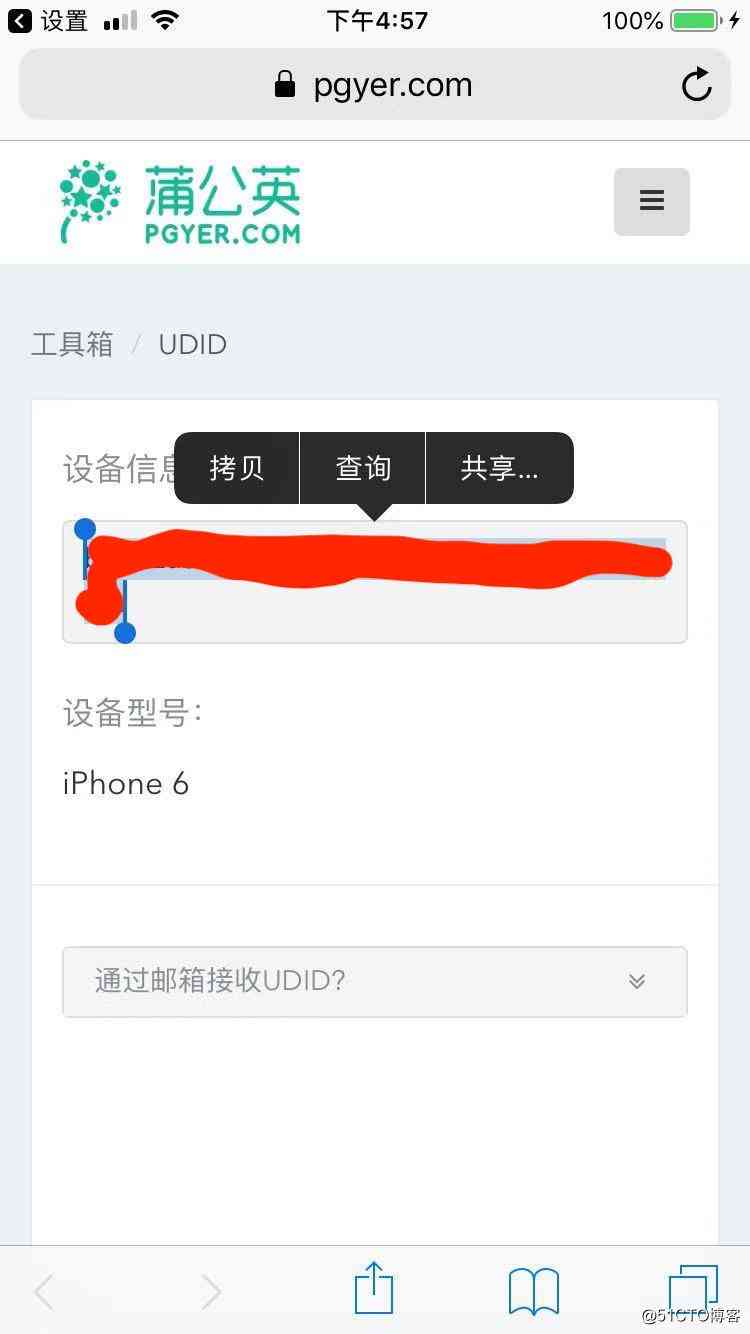 设置
下午4:57
100%
pgyer.com
蒲公英
PGYER.COM
工具箱 / UDID
设备信息
拷贝 查询 共享...
设备型号：
iPhone 6
通过邮箱接收UDID?
@51CTO博客